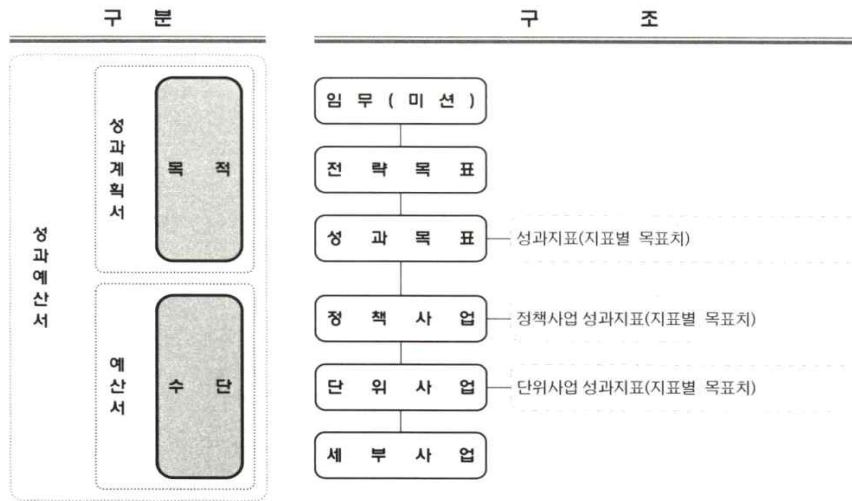 구 분
구 조
성과예산서
성과계획서
목 적
예산서
수 단
임 무 ( 미 션 )
전 략 목 표
성 과 목 표
성과지표(지표별 목표치)
정 책 사 업
정책사업 성과지표(지표별 목표치)
단 위 사 업
단위사업 성과지표(지표별 목표치)
세 부 사 업